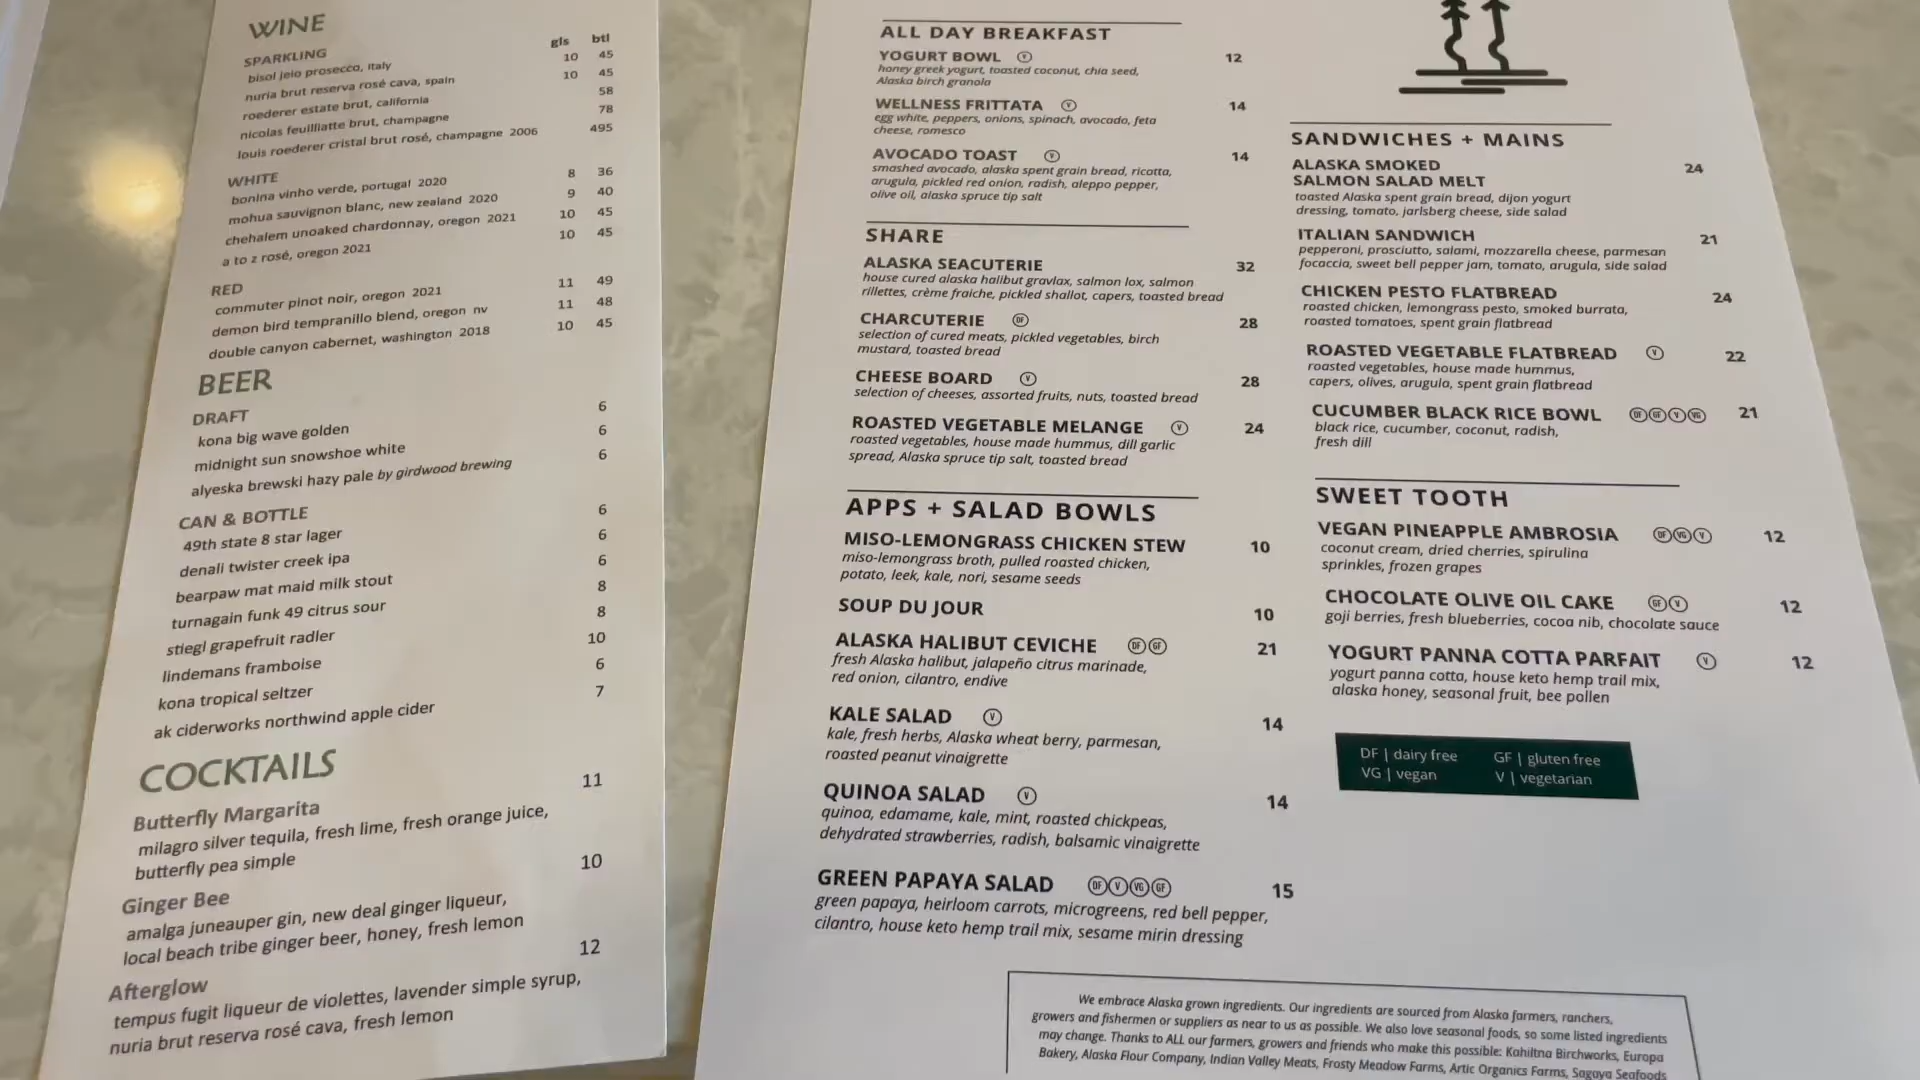 WINE
gls btl
SPARKLING
bisol jeio prosecco, italy 10 45
nuria brut reserva rosé cava, spain 10 45
roederer estate brut, california 58
nicolas feuilliatte brut, champagne 78
louis roederer cristal brut rosé, champagne 2006 495
WHITE
bonina vinho verde, portugal 2020 8 36
mohua sauvignon blanc, new zealand 2020 9 40
chehalem unoaked chardonnay, oregon 2021 10 45
a to z rosé, oregon 2021 10 45
RED
commuter pinot noir, oregon 2021 11 49
demon bird tempranillo blend, oregon nv 11 48
double canyon cabernet, washington 2018 10 45
BEER
DRAFT
kona big wave golden 6
midnight sun snowshoe white 6
alyeska brewski hazy pale by girdwood brewing 6
CAN & BOTTLE
49th state 8 star lager 6
denali twister creek ipa 6
bearpaw mat maid milk stout 6
turnagain funk 49 citrus sour 8
stiegl grapefruit radler 8
lindemans framboise 10
kona tropical seltzer 6
ak ciderworks northwind apple cider 7
COCKTAILS
Butterfly Margarita 11
milagro silver tequila, fresh lime, fresh orange juice,
butterfly pea simple
Ginger Bee 10
amalga juneauper gin, new deal ginger liqueur,
local beach tribe ginger beer, honey, fresh lemon
Afterglow 12
tempus fugit liqueur de violettes, lavender simple syrup,
nuria brut reserva rosé cava, fresh lemon
ALL DAY BREAKFAST
YOGURT BOWL V 12
honey greek yogurt, toasted coconut, chia seed,
Alaska birch granola
WELLNESS FRITTATA V 14
egg white, peppers, onions, spinach, avocado, feta
cheese, romesco
AVOCADO TOAST V 14
smashed avocado, alaska spent grain bread, ricotta,
arugula, pickled red onion, radish, aleppo pepper,
olive oil, alaska spruce tip salt
SHARE
ALASKA SEACUTERIE 32
house cured alaska halibut gravlax, salmon lox, salmon
rillettes, crème fraiche, pickled shallot, capers, toasted bread
CHARCUTERIE DF 28
selection of cured meats, pickled vegetables, birch
mustard, toasted bread
CHEESE BOARD V 28
selection of cheeses, assorted fruits, nuts, toasted bread
ROASTED VEGETABLE MELANGE V 24
roasted vegetables, house made hummus, dill garlic
spread, Alaska spruce tip salt, toasted bread
APPS + SALAD BOWLS
MISO-LEMONGRASS CHICKEN STEW 10
miso-lemongrass broth, pulled roasted chicken,
potato, leek, kale, nori, sesame seeds
SOUP DU JOUR 10
ALASKA HALIBUT CEVICHE DF GF 21
fresh Alaska halibut, jalapeño citrus marinade,
red onion, cilantro, endive
KALE SALAD V 14
kale, fresh herbs, Alaska wheat berry, parmesan,
roasted peanut vinaigrette
QUINOA SALAD V 14
quinoa, edamame, kale, mint, roasted chickpeas,
dehydrated strawberries, radish, balsamic vinaigrette
GREEN PAPAYA SALAD DF V VG GF 15
green papaya, heirloom carrots, microgreens, red bell pepper,
cilantro, house keto hemp trail mix, sesame mirin dressing
SANDWICHES + MAINS
ALASKA SMOKED 24
SALMON SALAD MELT
toasted Alaska spent grain bread, dijon yogurt
dressing, tomato, jarlsberg cheese, side salad
ITALIAN SANDWICH 21
pepperoni, prosciutto, salami, mozzarella cheese, parmesan
focaccia, sweet bell pepper jam, tomato, arugula, side salad
CHICKEN PESTO FLATBREAD 24
roasted chicken, lemongrass pesto, smoked burrata,
roasted tomatoes, spent grain flatbread
ROASTED VEGETABLE FLATBREAD V 22
roasted vegetables, house made hummus,
capers, olives, arugula, spent grain flatbread
CUCUMBER BLACK RICE BOWL DF GF V VG 21
black rice, cucumber, coconut, radish,
fresh dill
SWEET TOOTH
VEGAN PINEAPPLE AMBROSIA DF VG V 12
coconut cream, dried cherries, spirulina
sprinkles, frozen grapes
CHOCOLATE OLIVE OIL CAKE GF V 12
goji berries, fresh blueberries, cocoa nib, chocolate sauce
YOGURT PANNA COTTA PARFAIT V 12
yogurt panna cotta, house keto hemp trail mix,
alaska honey, seasonal fruit, bee pollen
DF | dairy free GF | gluten free
VG | vegan V | vegetarian
We embrace Alaska grown ingredients. Our ingredients are sourced from Alaska farmers, ranchers,
growers and fishermen or suppliers as near to us as possible. We also love seasonal foods, so some listed ingredients
may change. Thanks to ALL our farmers, growers and friends who make this possible: Kahiltna Birchworks, Europa
Bakery, Alaska Flour Company, Indian Valley Meats, Frosty Meadow Farms, Artic Organics Farms, Sagaya Seafoods